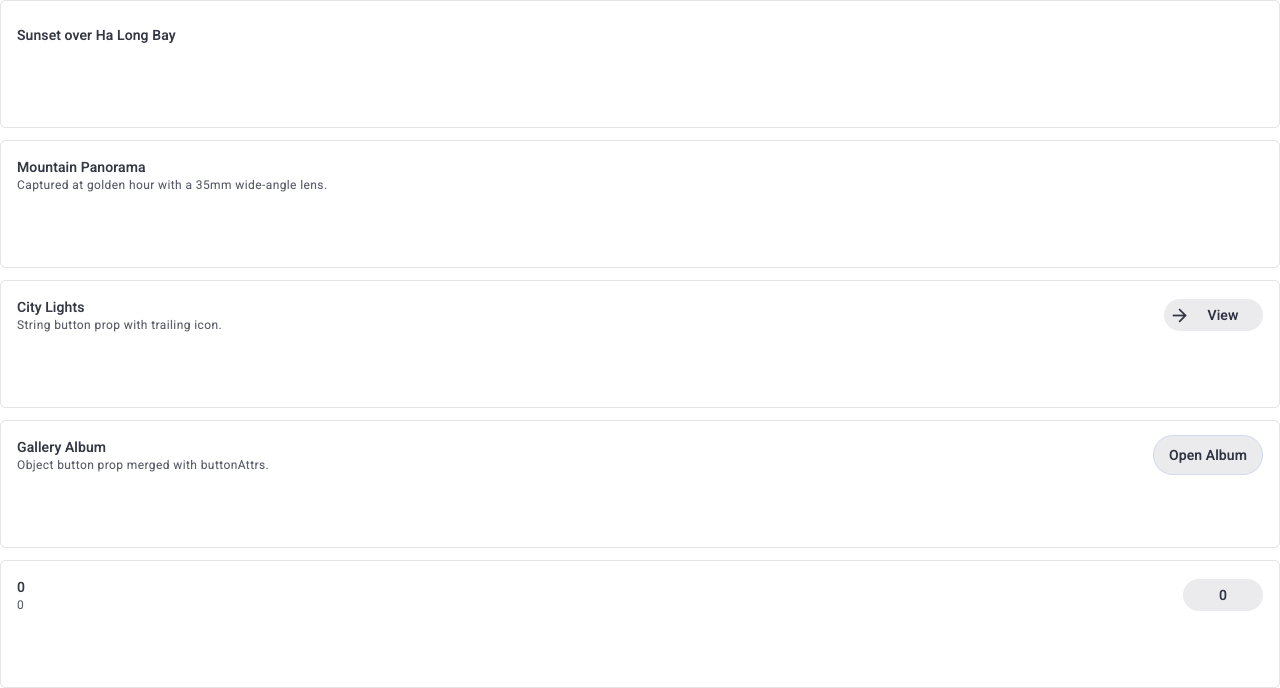 Sunset over Ha Long Bay
Mountain Panorama
Captured at golden hour with a 35mm wide-angle lens.
City Lights
String button prop with trailing icon.
View
Gallery Album
Object button prop merged with buttonAttrs.
Open Album
0
0
0